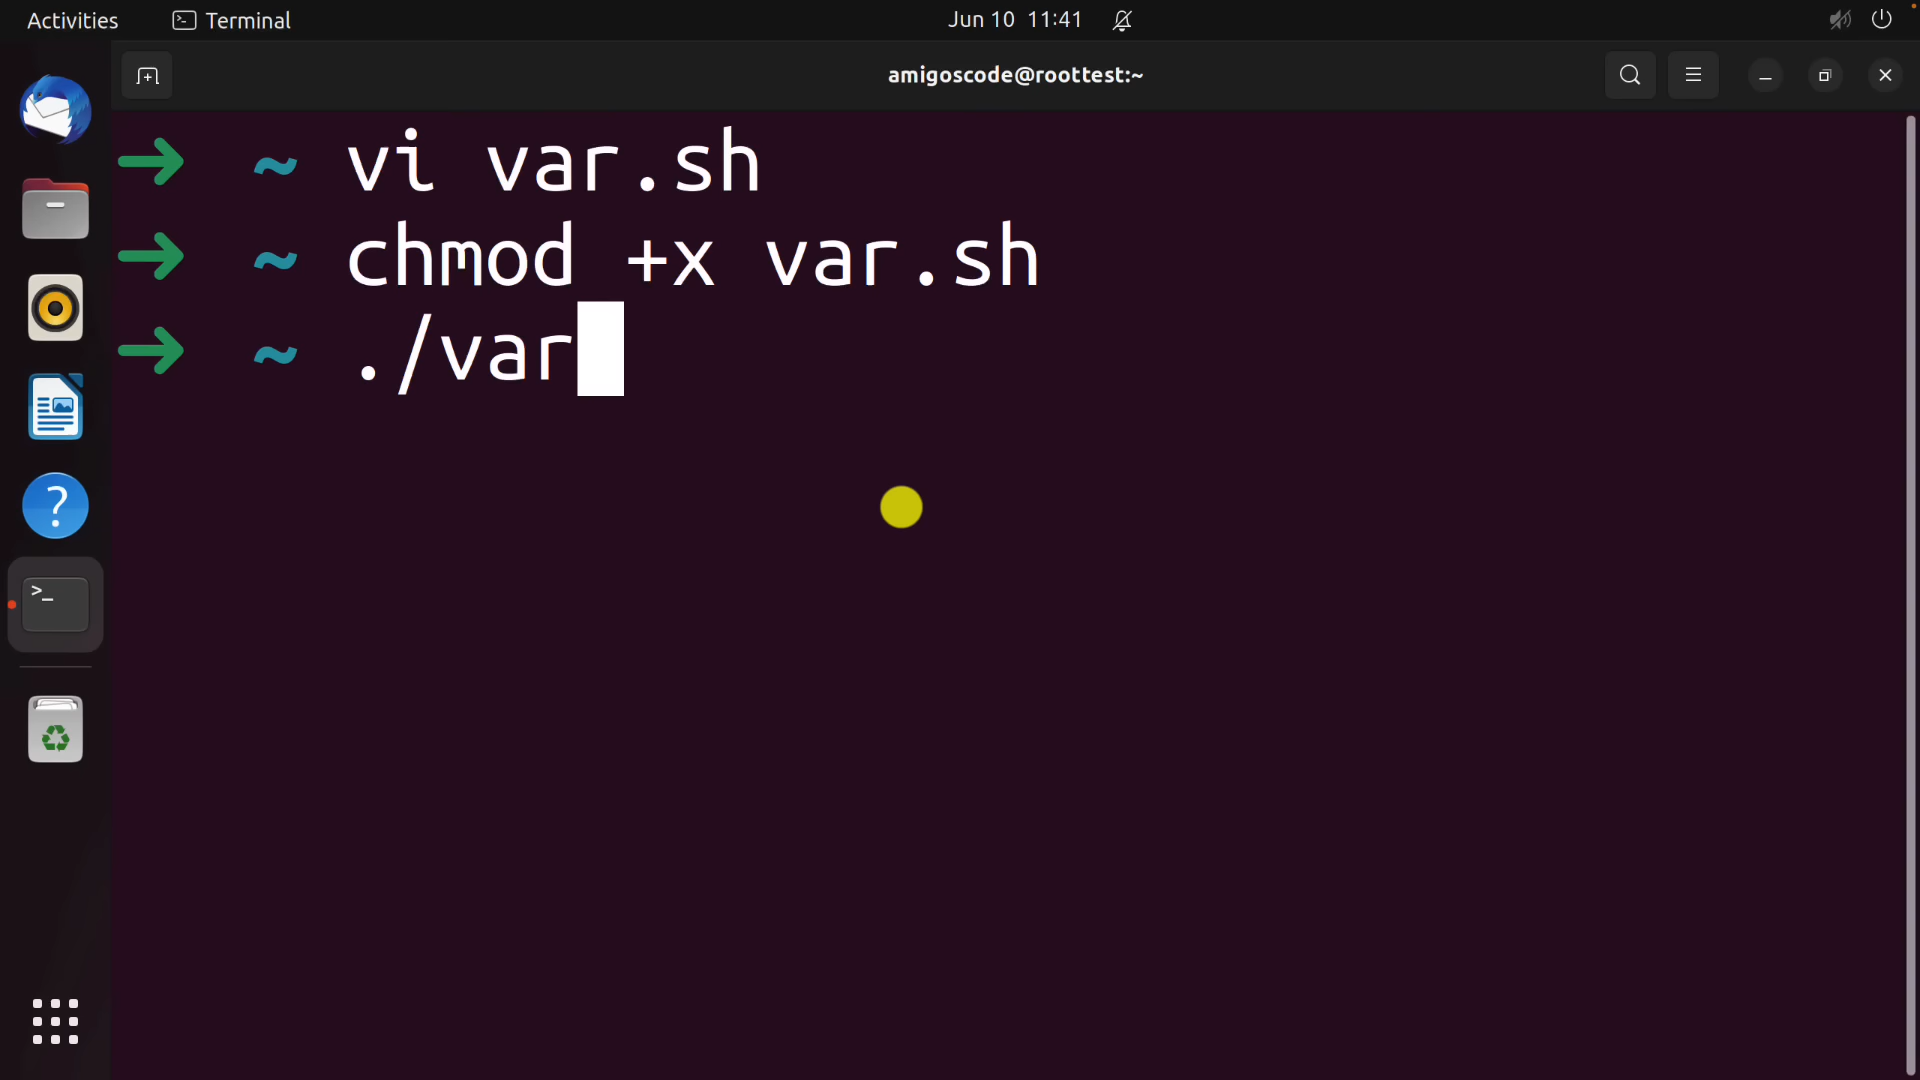 Activities Terminal Jun 10 11:41
amigoscode@roottest:~
➜ ~ vi var.sh
➜ ~ chmod +x var.sh
➜ ~ ./var